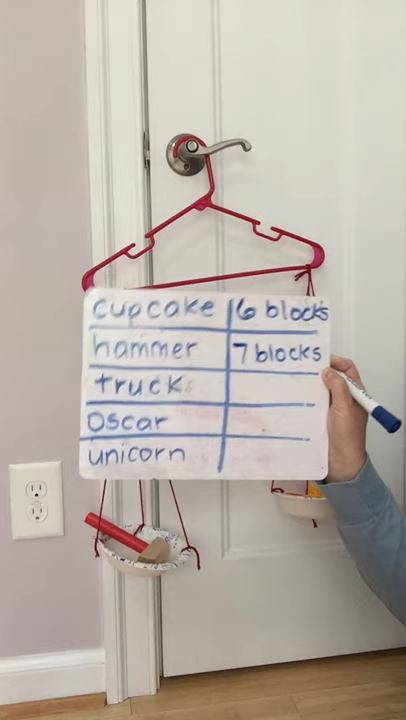 cupcake 6 blocks
hammer 7 blocks
truck
oscar
unicorn